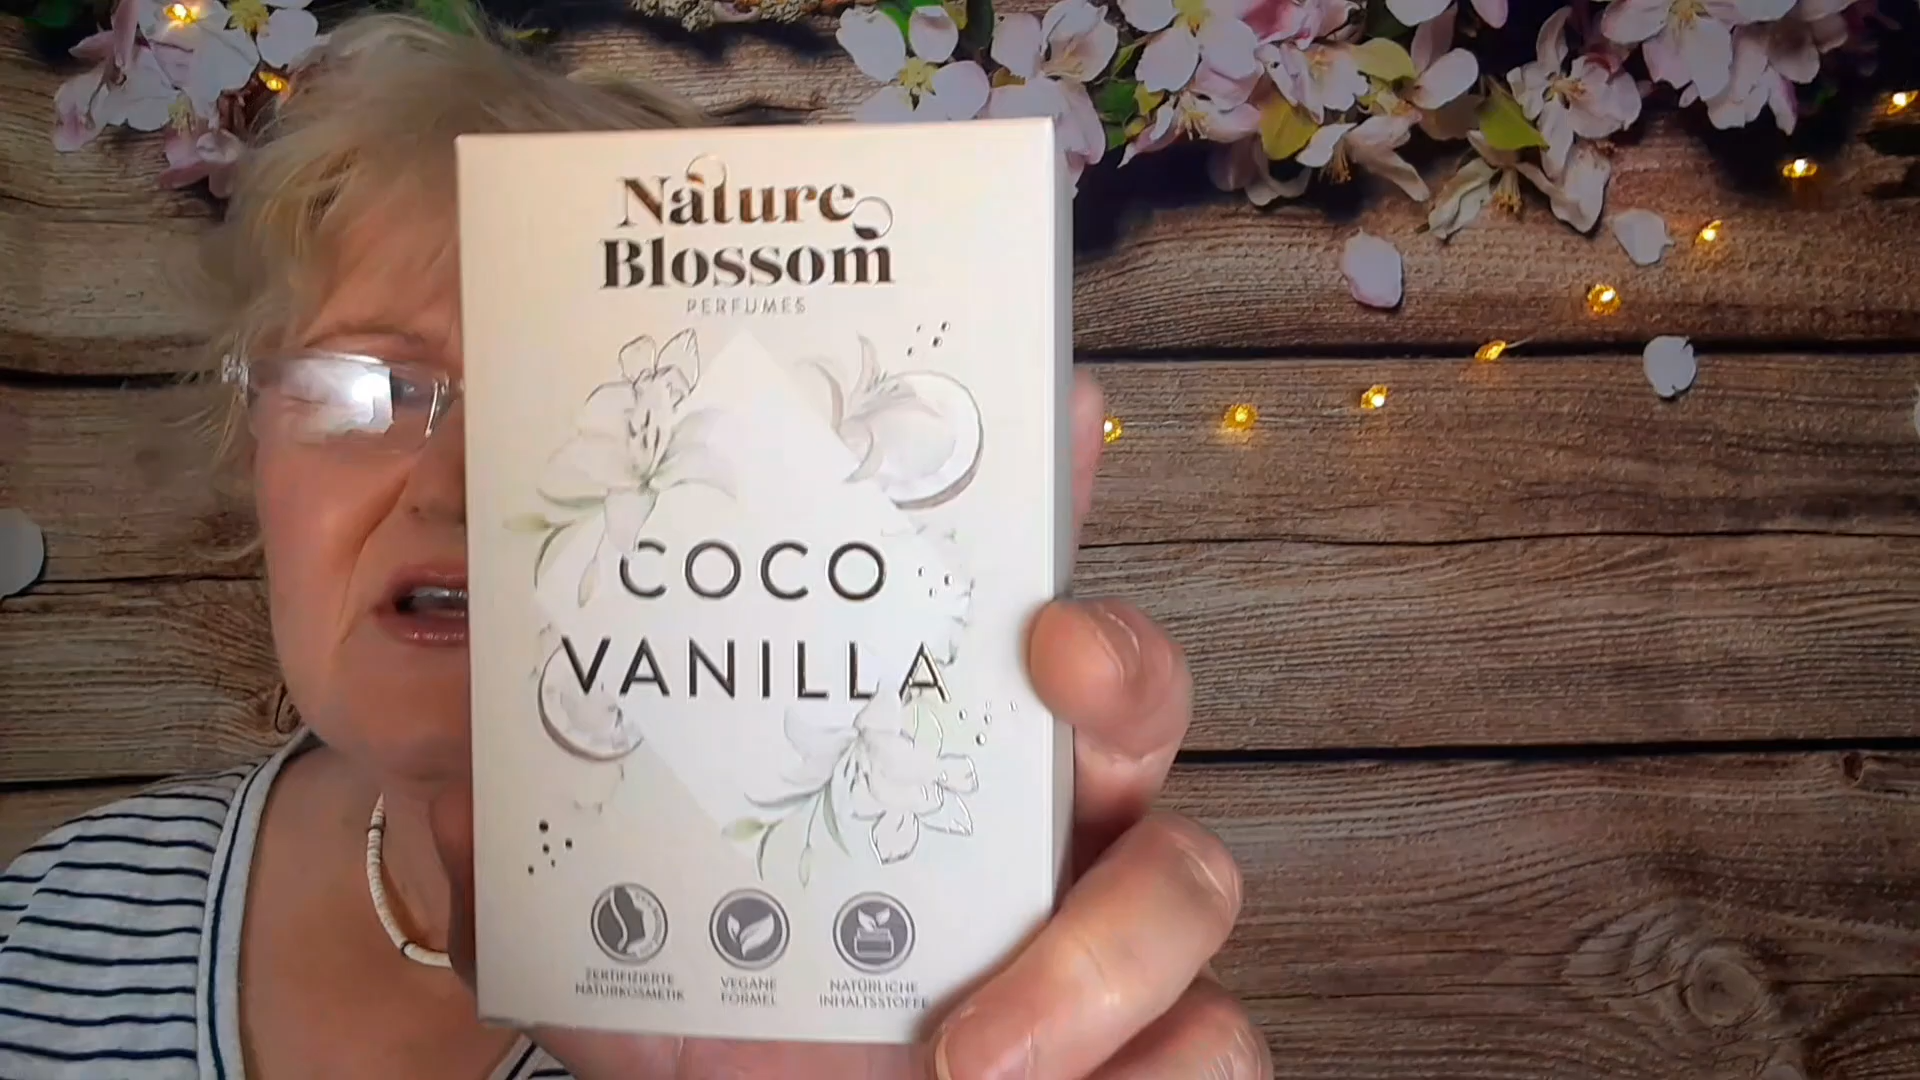 Nature
Blossom
PERFUMES
COCO
VANILLA
ZERTIFIZIERTE
NATURKOSMETIK
VEGANE
FORMEL
NATÜRLICHE
INHALTSSTOFFE